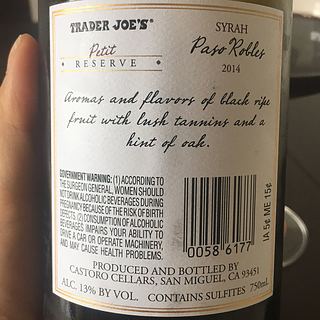 TRADER JOE'S®
Petit
• RESERVE •
SYRAH
Paso Robles
2014
Aromas and flavors of black ripe
fruit with lush tannins and a
hint of oak.
GOVERNMENT WARNING: (1) ACCORDING TO
THE SURGEON GENERAL, WOMEN SHOULD
NOT DRINK ALCOHOLIC BEVERAGES DURING
PREGNANCY BECAUSE OF THE RISK OF BIRTH
DEFECTS. (2) CONSUMPTION OF ALCOHOLIC
BEVERAGES IMPAIRS YOUR ABILITY TO
DRIVE A CAR OR OPERATE MACHINERY,
AND MAY CAUSE HEALTH PROBLEMS.
0058 6177
IA 5¢ ME 15¢
PRODUCED AND BOTTLED BY
CASTORO CELLARS, SAN MIGUEL, CA 93451
ALC. 13% BY VOL. CONTAINS SULFITES 750mL